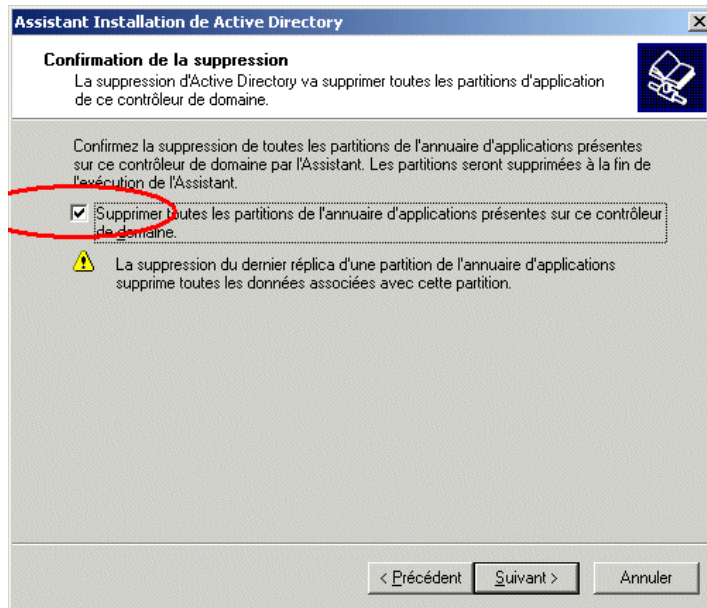 Assistant Installation de Active Directory
Confirmation de la suppression
La suppression d'Active Directory va supprimer toutes les partitions d'application
de ce contrôleur de domaine.
Confirmez la suppression de toutes les partitions de l'annuaire d'applications présentes
sur ce contrôleur de domaine par l'Assistant. Les partitions seront supprimées à la fin de
l'exécution de l'Assistant.
Supprimer toutes les partitions de l'annuaire d'applications présentes sur ce contrôleur
de domaine.
La suppression du dernier réplica d'une partition de l'annuaire d'applications
supprime toutes les données associées avec cette partition.
< Précédent
Suivant >
Annuler